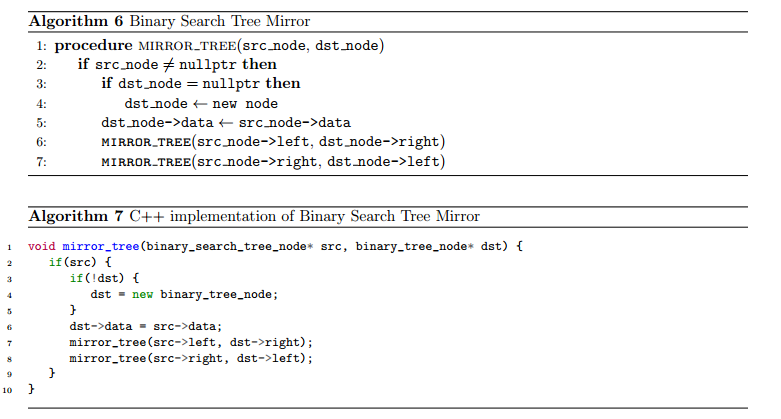 Algorithm 6 Binary Search Tree Mirror
1: procedure MIRROR_TREE(src_node, dst_node)
2: if src_node ≠ nullptr then
3: if dst_node = nullptr then
4: dst_node ← new node
5: dst_node->data ← src_node->data
6: MIRROR_TREE(src_node->left, dst_node->right)
7: MIRROR_TREE(src_node->right, dst_node->left)
Algorithm 7 C++ implementation of Binary Search Tree Mirror
1 void mirror_tree(binary_search_tree_node* src, binary_tree_node* dst) {
2 if(src) {
3 if(!dst) {
4 dst = new binary_tree_node;
5 }
6 dst->data = src->data;
7 mirror_tree(src->left, dst->right);
8 mirror_tree(src->right, dst->left);
9 }
10 }